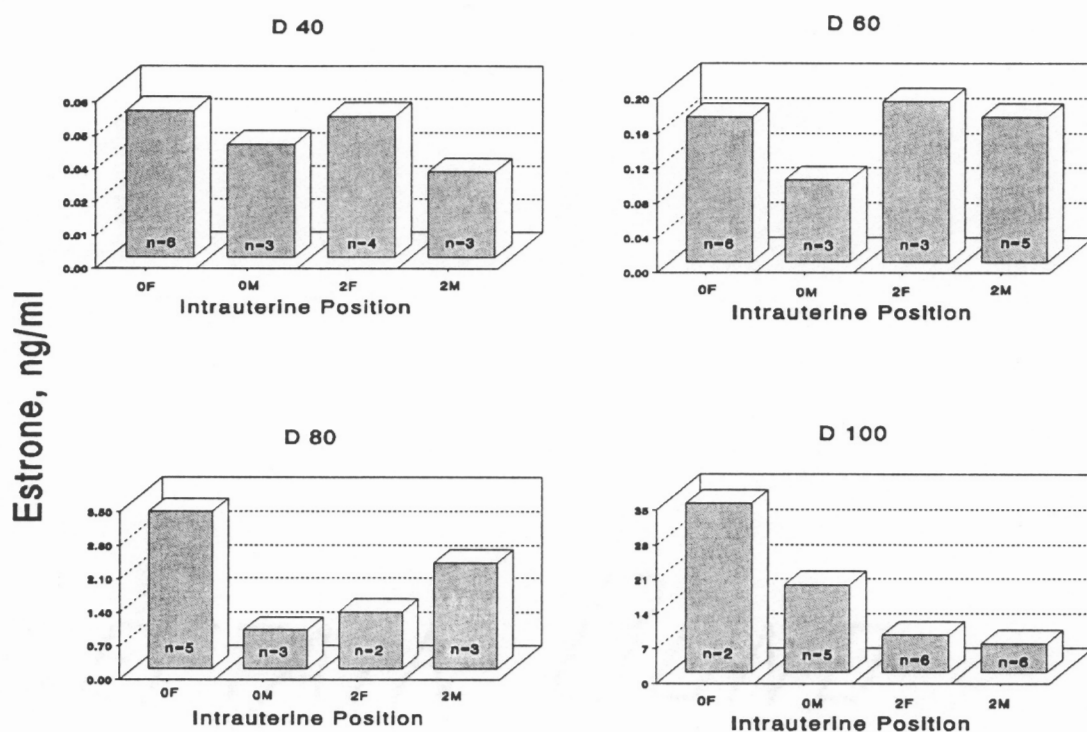 D 40
0.06
0.05
0.04
0.02
0.01
0.00
n=6
n=3
n=4
n=3
0F
0M
2F
2M
Intrauterine Position
D 60
0.20
0.16
0.12
0.08
0.04
0.00
n=6
n=3
n=3
n=5
0F
0M
2F
2M
Intrauterine Position
Estrone, ng/ml
D 80
3.50
2.80
2.10
1.40
0.70
0.00
n=5
n=3
n=2
n=3
0F
0M
2F
2M
Intrauterine Position
D 100
35
28
21
14
7
0
n=2
n=5
n=6
n=6
0F
0M
2F
2M
Intrauterine Position